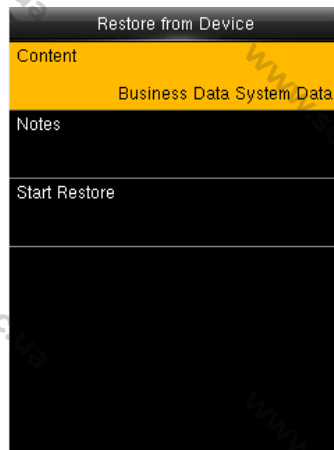 Restore from Device
Content
Business Data System Data
Notes
Start Restore